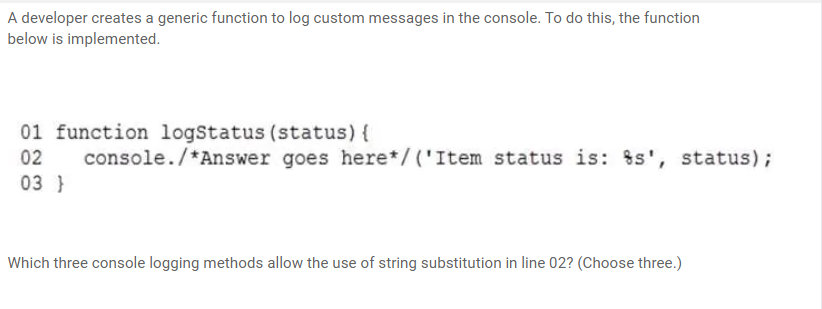 A developer creates a generic function to log custom messages in the console. To do this, the function
below is implemented.
01 function logStatus(status){
02 console./*Answer goes here*/('Item status is: %s', status);
03 }
Which three console logging methods allow the use of string substitution in line 02? (Choose three.)